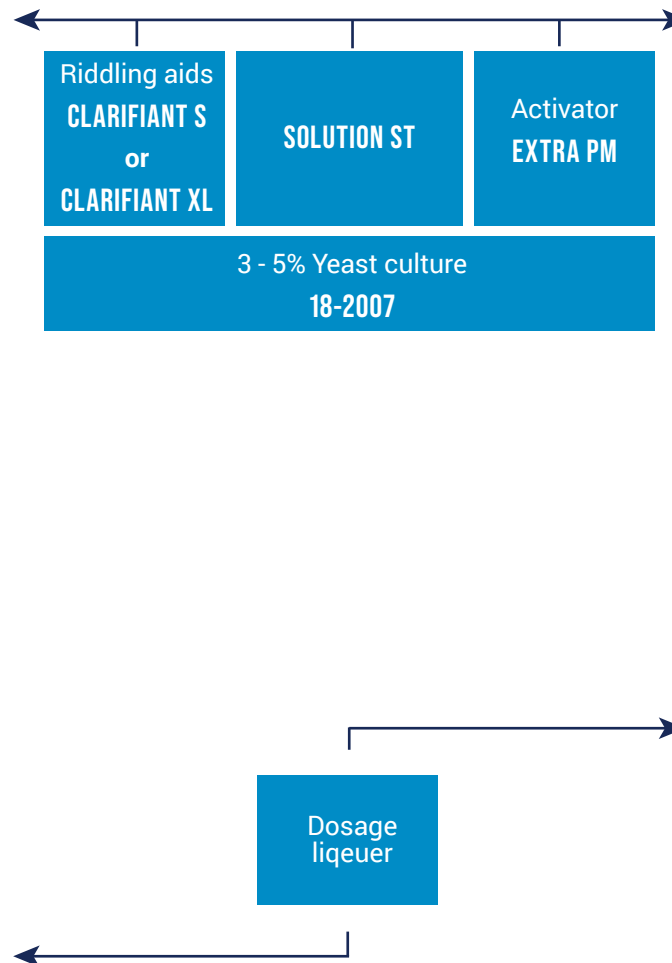 Riddling aids
CLARIFIANT S
or
CLARIFIANT XL
SOLUTION ST
Activator
EXTRA PM
3 - 5% Yeast culture
18-2007
Dosage
liqeuer